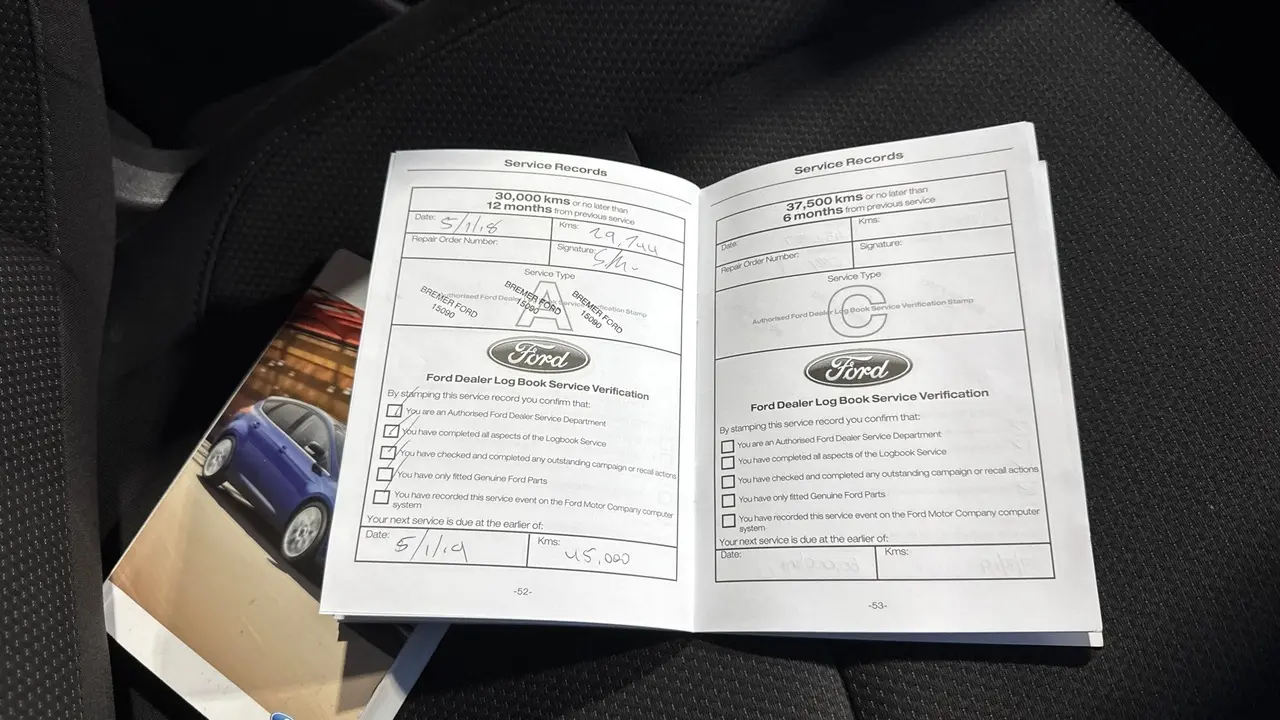 Service Records
30,000 kms or no later than
12 months from previous service
Date: 5/1/18
Kms: 29,744
Repair Order Number:
Signature: S.M.
Service Type
A
Authorised Ford Dealer Log Book Service Verification Stamp
BREMER FORD
15090
BREMER FORD
15090
BREMER FORD
15090
Ford
Ford Dealer Log Book Service Verification
By stamping this service record you confirm that:
You are an Authorised Ford Dealer Service Department
You have completed all aspects of the Logbook Service
You have checked and completed any outstanding campaign or recall actions
You have only fitted Genuine Ford Parts
You have recorded this service event on the Ford Motor Company computer
system
Your next service is due at the earlier of:
Date: 5/1/19
Kms: 45,000
-52-
Service Records
37,500 kms or no later than
6 months from previous service
Date:
Kms:
Repair Order Number:
Signature:
Service Type
C
Authorised Ford Dealer Log Book Service Verification Stamp
Ford
Ford Dealer Log Book Service Verification
By stamping this service record you confirm that:
You are an Authorised Ford Dealer Service Department
You have completed all aspects of the Logbook Service
You have checked and completed any outstanding campaign or recall actions
You have only fitted Genuine Ford Parts
You have recorded this service event on the Ford Motor Company computer
system
Your next service is due at the earlier of:
Date:
Kms:
-53-